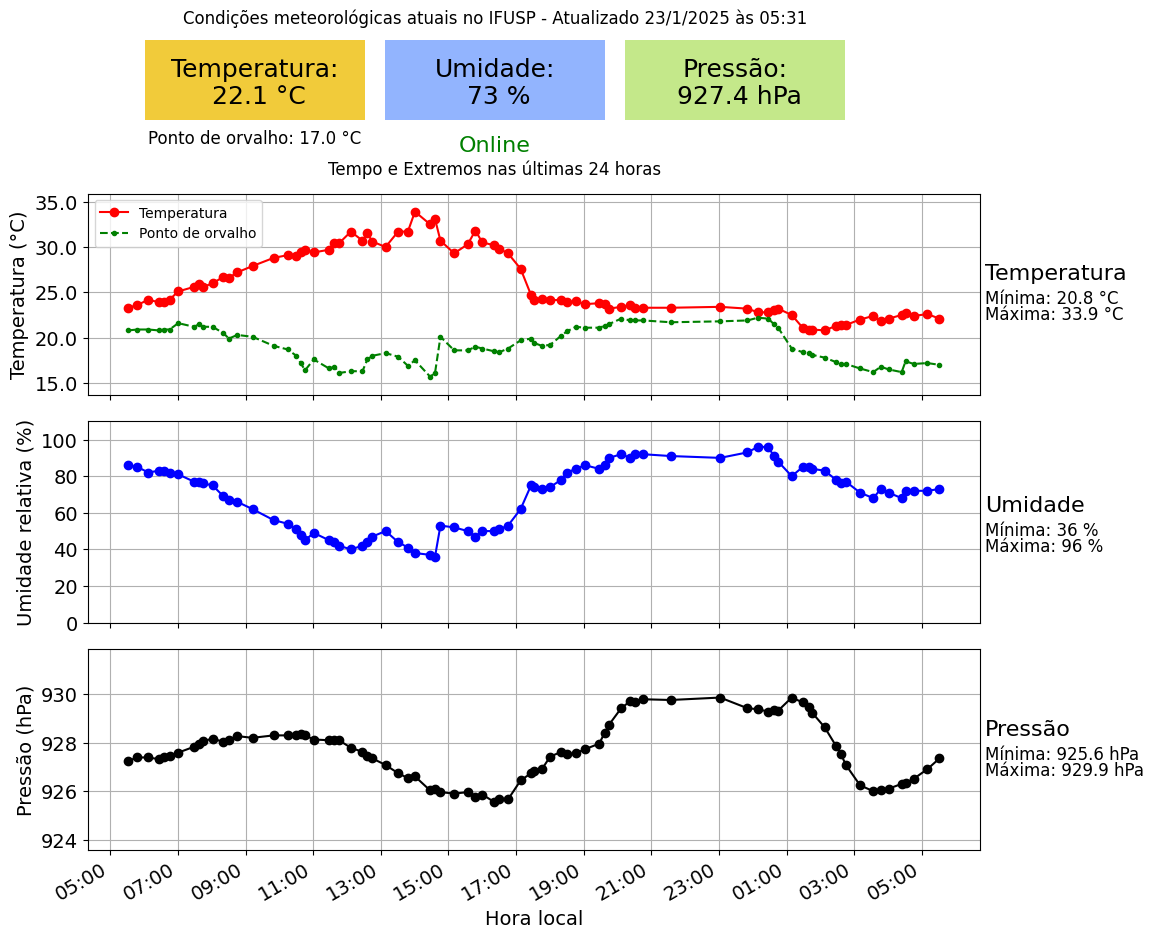 Condições meteorológicas atuais no IFUSP - Atualizado 23/1/2025 às 05:31
Temperatura:
22.1 °C
Umidade:
73 %
Pressão:
927.4 hPa
Ponto de orvalho: 17.0 °C
Online
Tempo e Extremos nas últimas 24 horas
Temperatura (°C)
35.0
30.0
25.0
20.0
15.0
Temperatura
Ponto de orvalho
Temperatura
Mínima: 20.8 °C
Máxima: 33.9 °C
Umidade relativa (%)
100
80
60
40
20
0
Umidade
Mínima: 36 %
Máxima: 96 %
Pressão (hPa)
930
928
926
924
Pressão
Mínima: 925.6 hPa
Máxima: 929.9 hPa
05:00
07:00
09:00
11:00
13:00
15:00
17:00
19:00
21:00
23:00
01:00
03:00
05:00
Hora local